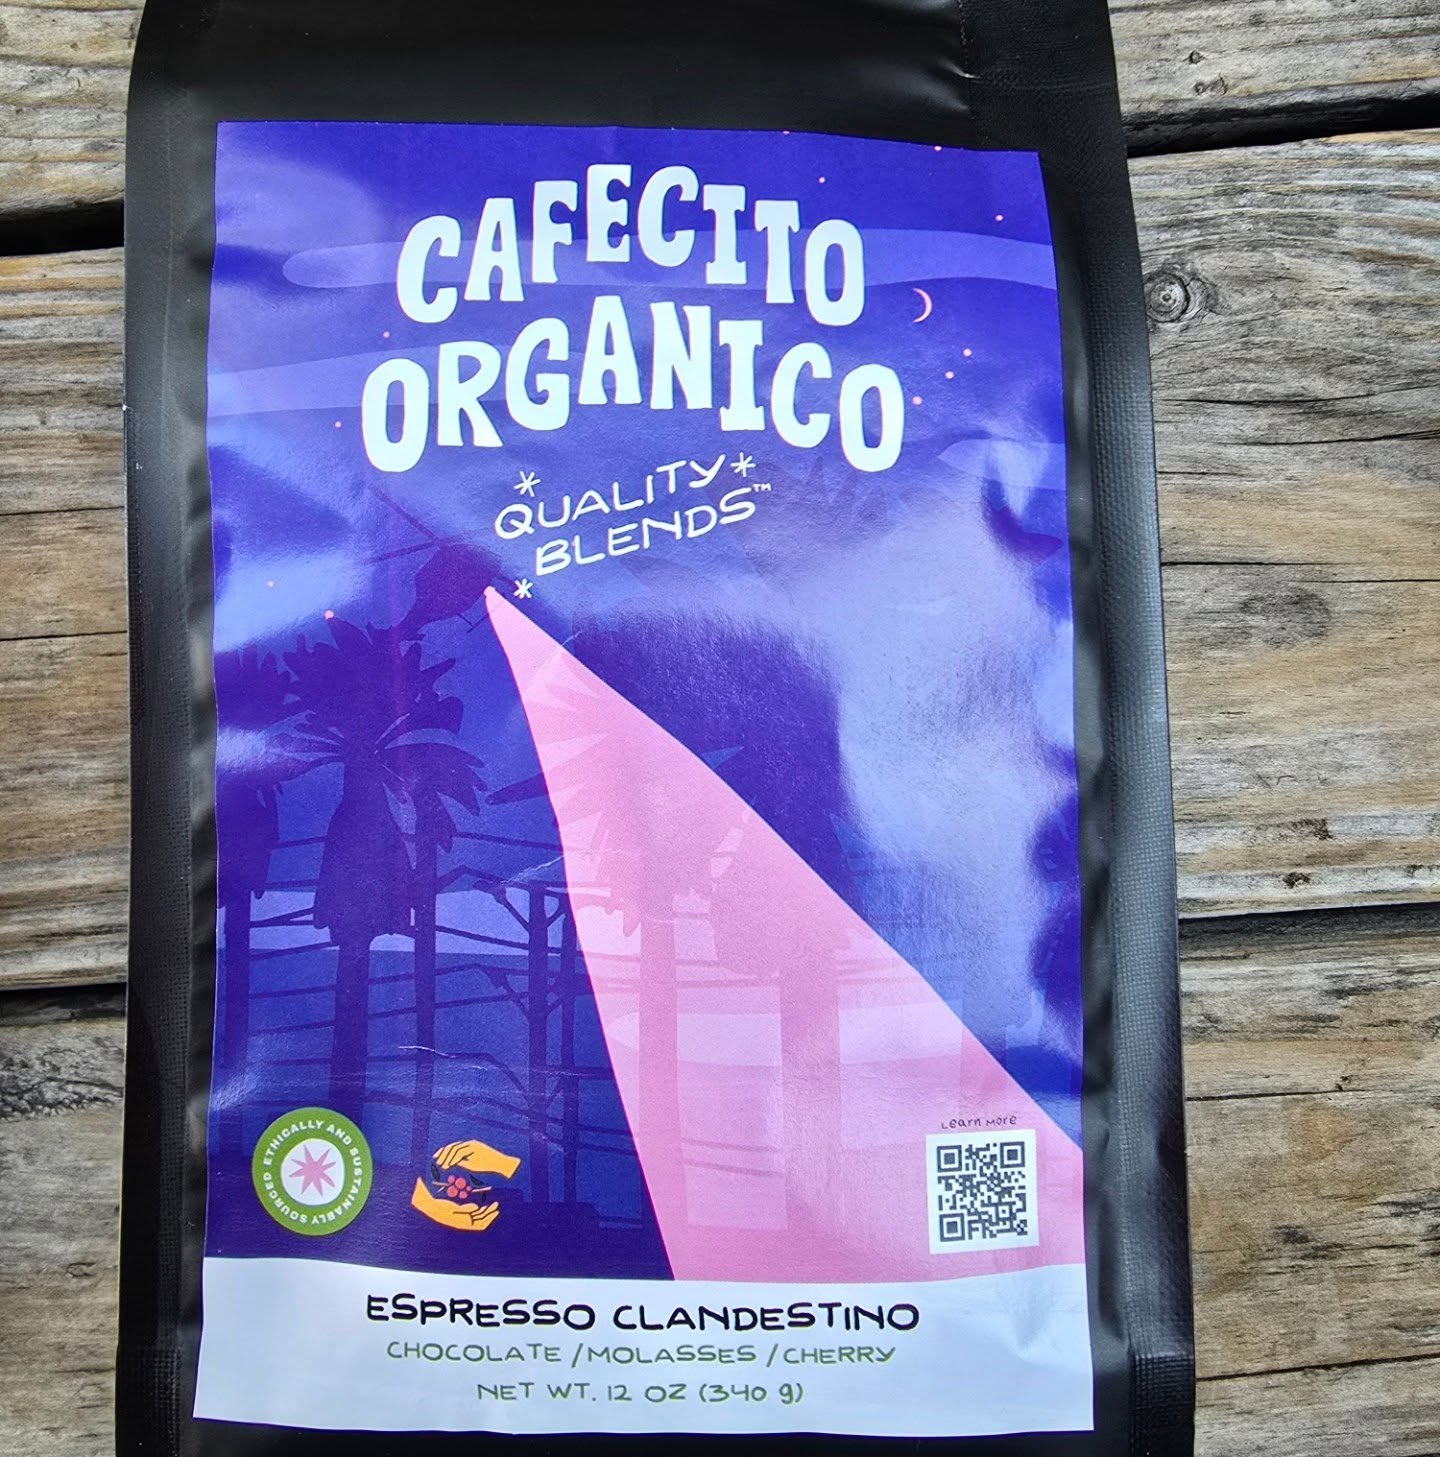 CAFECITO
ORGANICO
*QUALITY*
BLENDS™
*
Learn More
ETHICALLY AND SUSTAINABLY SOURCED
ESPRESSO CLANDESTINO
CHOCOLATE / MOLASSES / CHERRY
NET WT. 12 OZ (340 g)